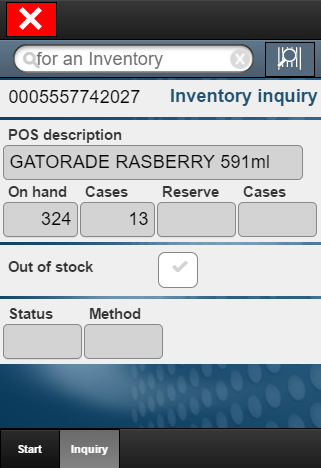 for an Inventory
0005557742027 Inventory inquiry
POS description
GATORADE RASBERRY 591ml
On hand Cases Reserve Cases
324 13
Out of stock
Status Method
Start Inquiry